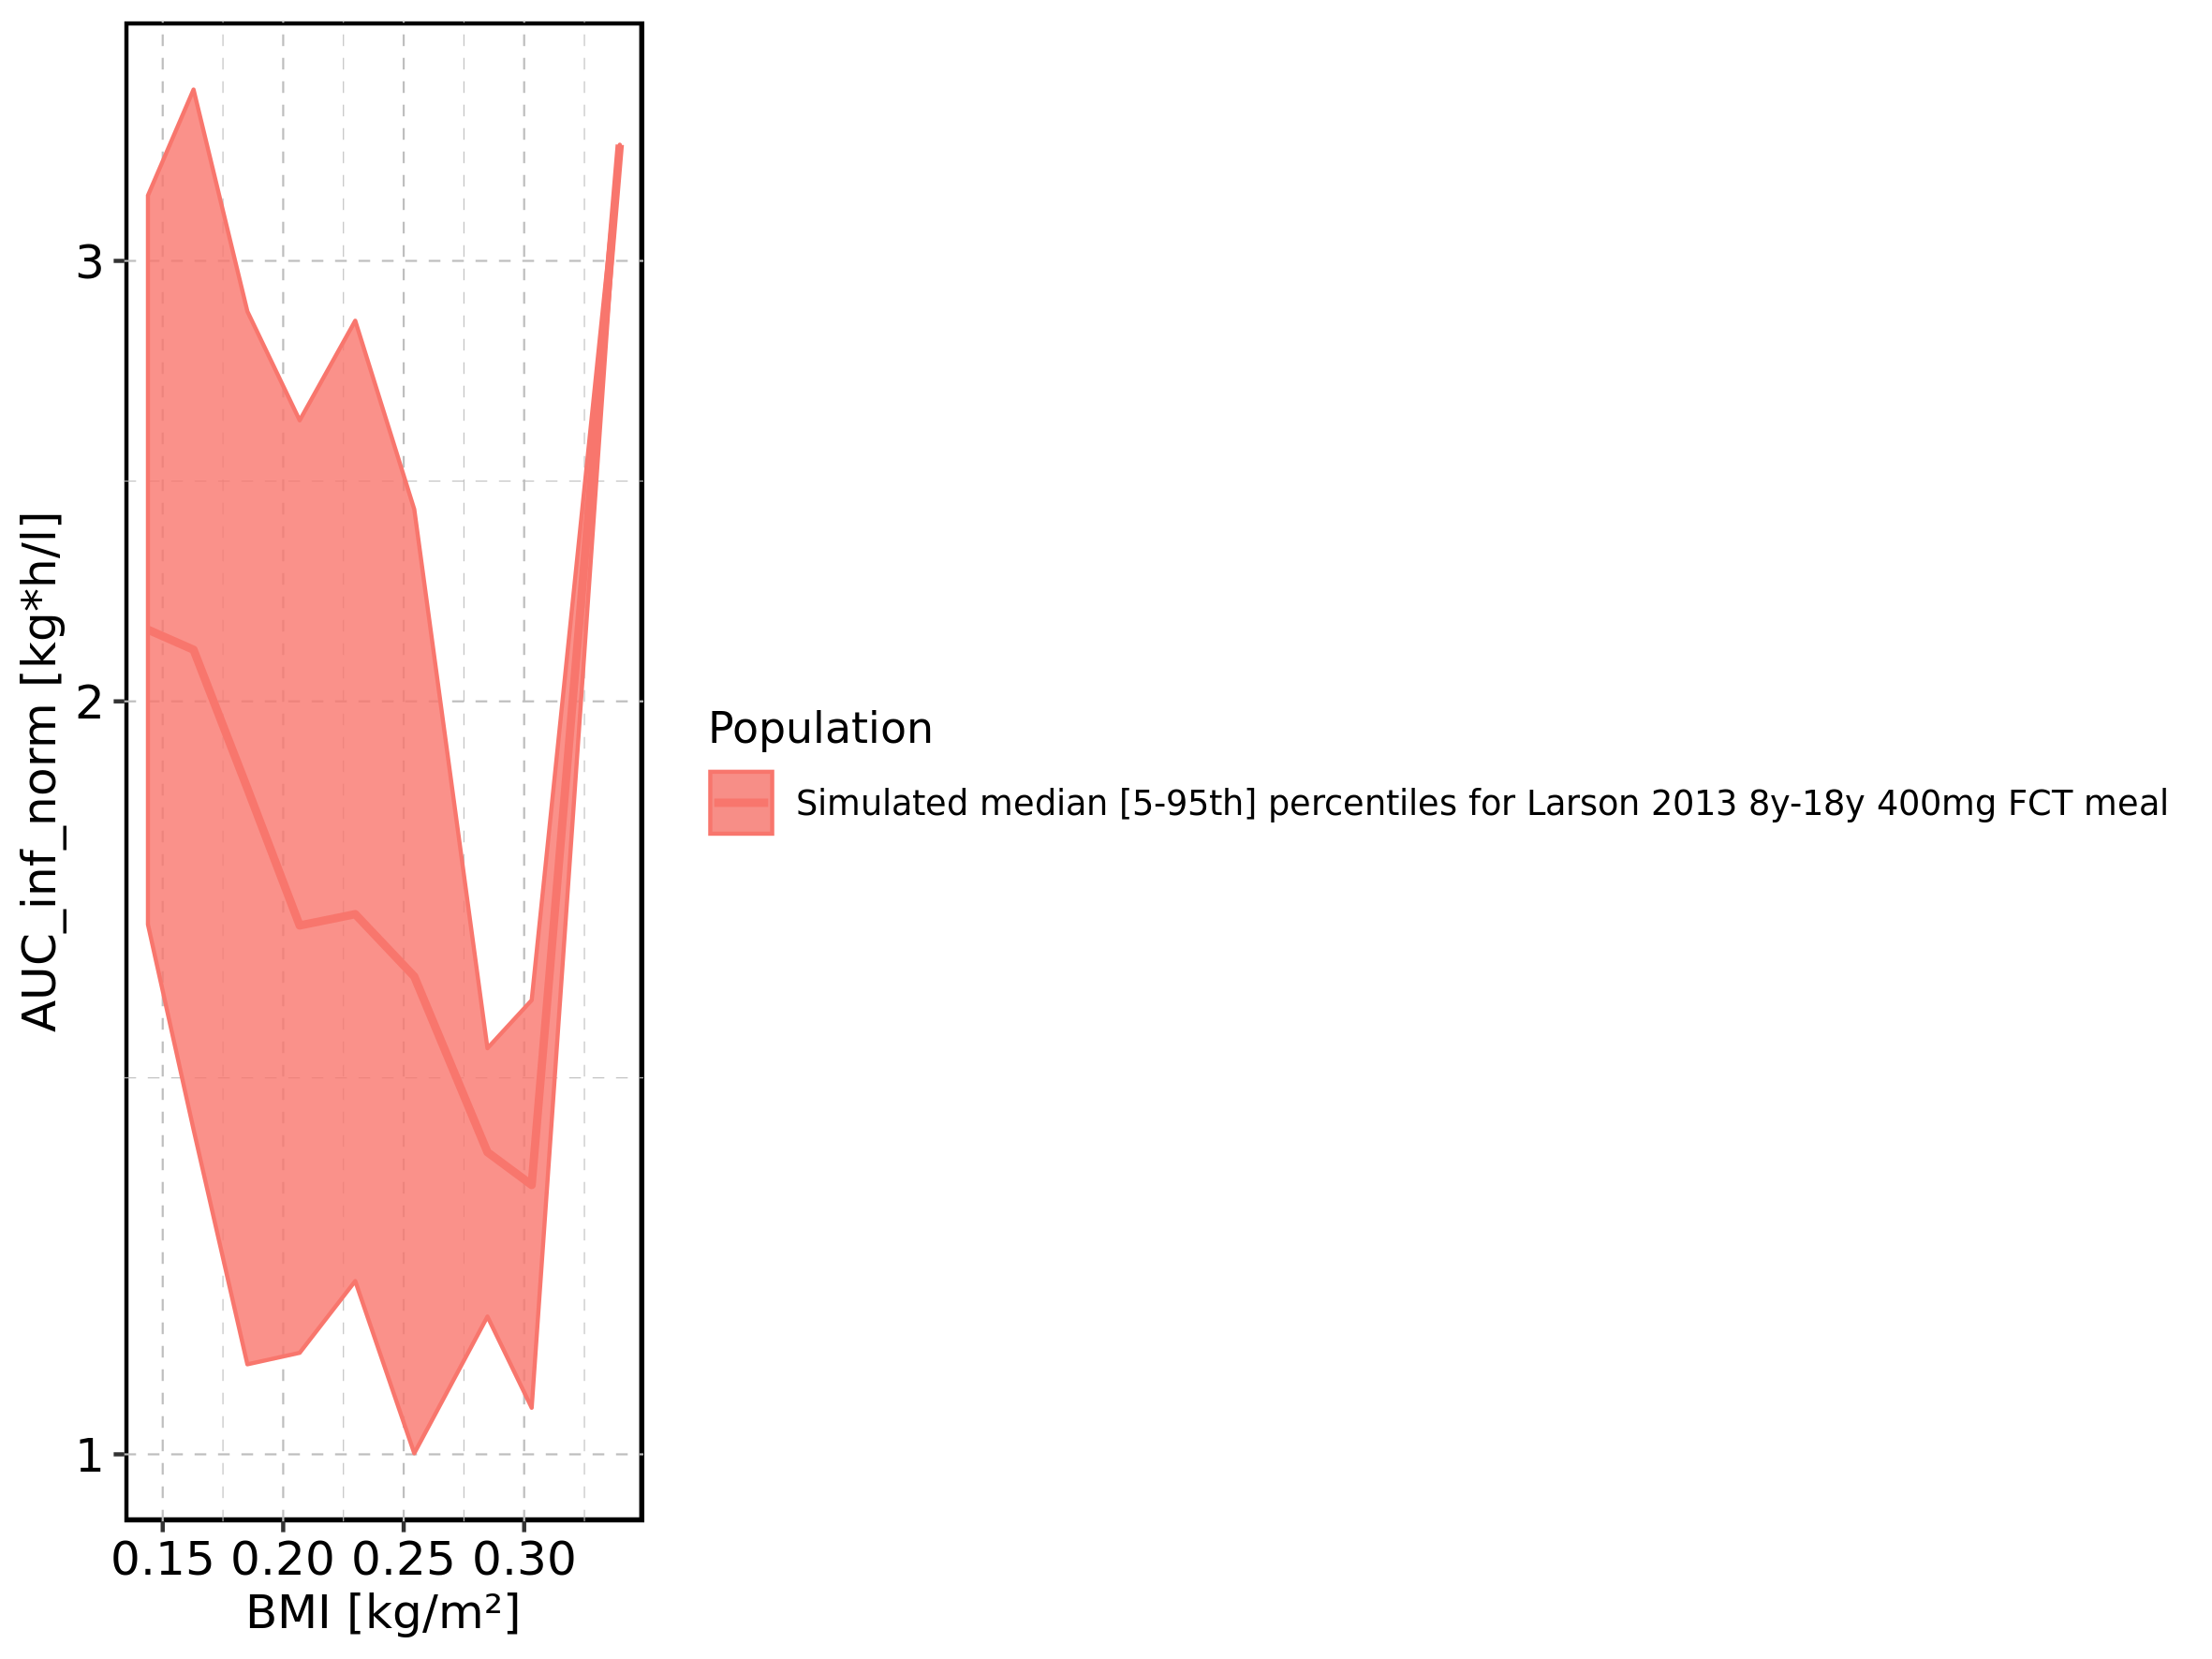 AUC_inf_norm [kg*h/l]
3
2
1
0.15 0.20 0.25 0.30
BMI [kg/m²]
Population
Simulated median [5-95th] percentiles for Larson 2013 8y-18y 400mg FCT meal